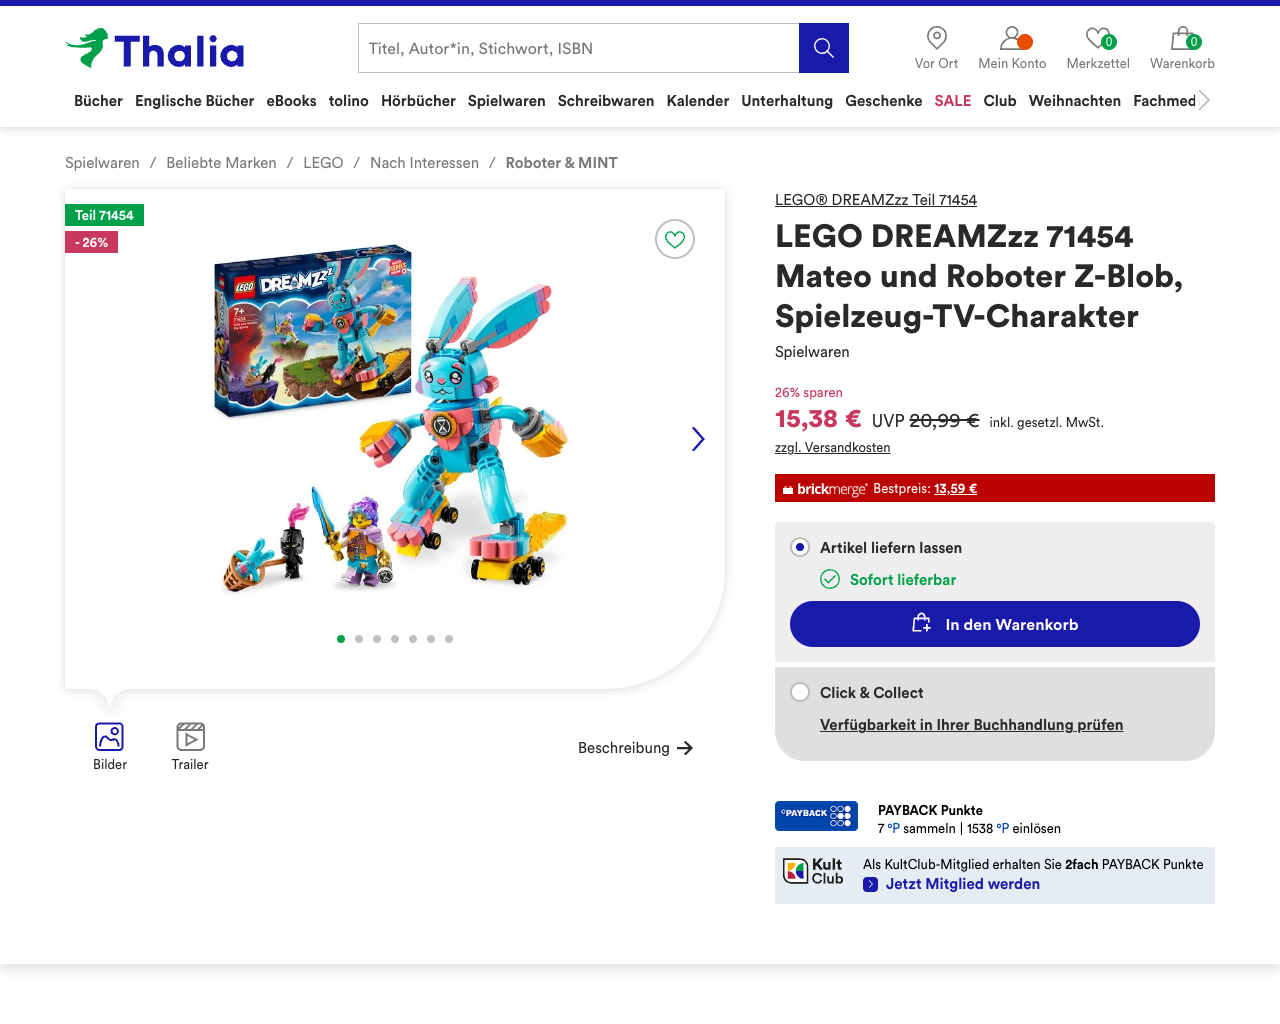 Thalia
Titel, Autor*in, Stichwort, ISBN
Vor Ort
Mein Konto
0
Merkzettel
0
Warenkorb
Bücher Englische Bücher eBooks tolino Hörbücher Spielwaren Schreibwaren Kalender Unterhaltung Geschenke SALE Club Weihnachten Fachmed
Spielwaren / Beliebte Marken / LEGO / Nach Interessen / Roboter & MINT
Teil 71454
- 26%
LEGO DREAMZzz
7+
LEGO® DREAMZzz Teil 71454
LEGO DREAMZzz 71454
Mateo und Roboter Z-Blob,
Spielzeug-TV-Charakter
Spielwaren
26% sparen
15,38 € UVP 20,99 € inkl. gesetzl. MwSt.
zzgl. Versandkosten
brickmerge® Bestpreis: 13,59 €
Artikel liefern lassen
Sofort lieferbar
In den Warenkorb
Click & Collect
Verfügbarkeit in Ihrer Buchhandlung prüfen
Bilder
Trailer
Beschreibung
PAYBACK
PAYBACK Punkte
7 °P sammeln | 1538 °P einlösen
Kult Club
Als KultClub-Mitglied erhalten Sie 2fach PAYBACK Punkte
Jetzt Mitglied werden